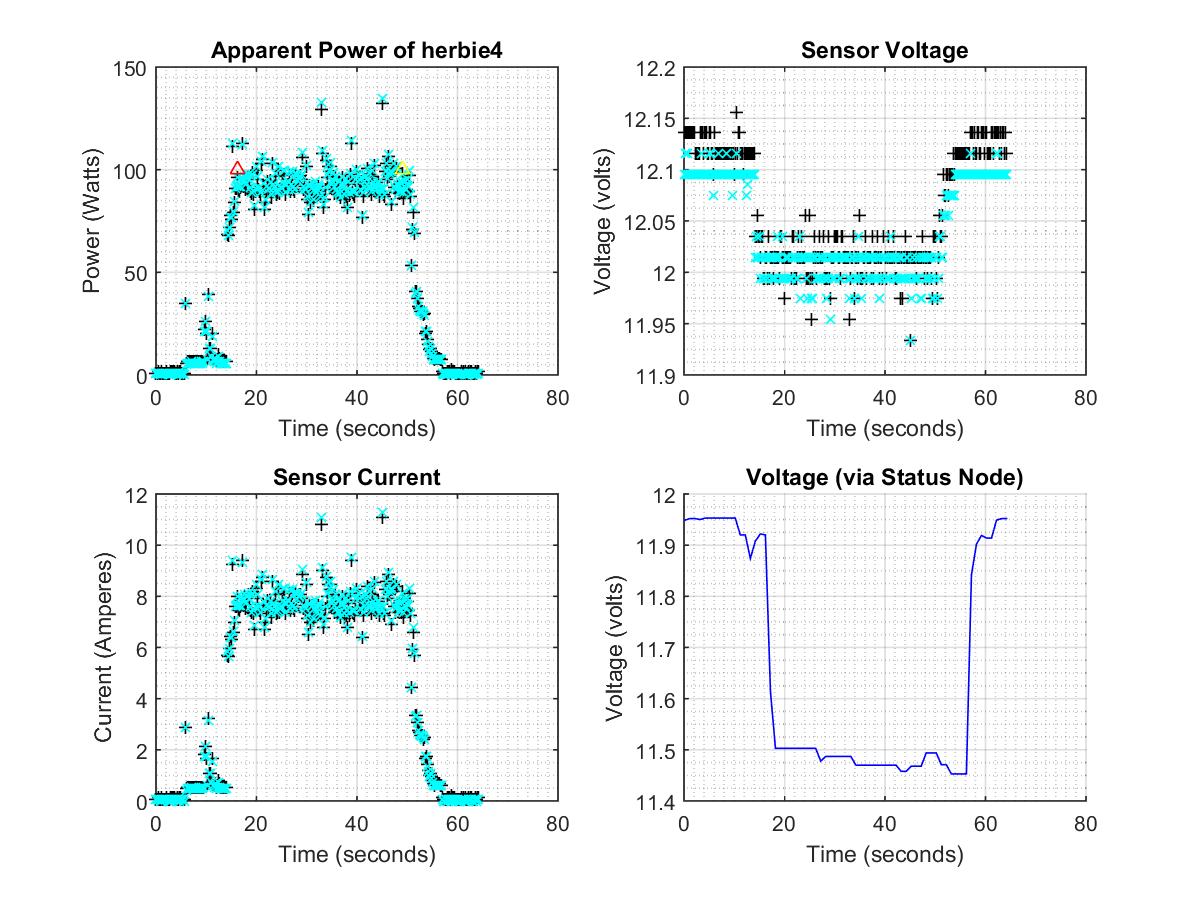 Apparent Power of herbie4
150
100
50
0
Power (Watts)
0 20 40 60 80
Time (seconds)
Sensor Voltage
12.2
12.15
12.1
12.05
12
11.95
11.9
Voltage (volts)
0 20 40 60 80
Time (seconds)
Sensor Current
12
10
8
6
4
2
0
Current (Amperes)
0 20 40 60 80
Time (seconds)
Voltage (via Status Node)
12
11.9
11.8
11.7
11.6
11.5
11.4
Voltage (volts)
0 20 40 60 80
Time (seconds)